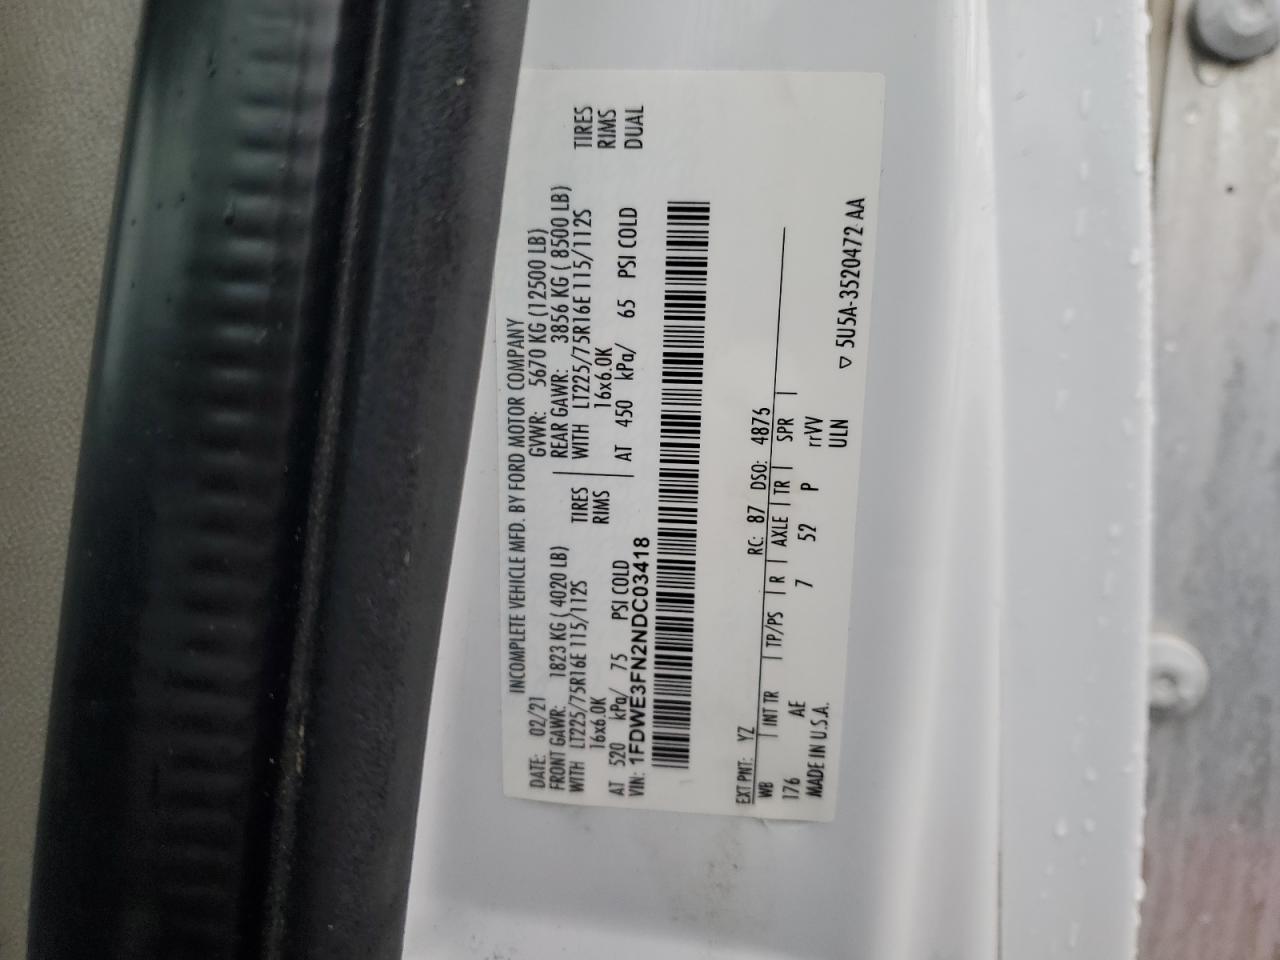 INCOMPLETE VEHICLE MFD. BY FORD MOTOR COMPANY
DATE: 02/21 GVWR: 5670 KG (12500 LB)
FRONT GAWR: 1823 KG ( 4020 LB) REAR GAWR: 3856 KG ( 8500 LB)
WITH LT225/75R16E 115/112S TIRES WITH LT225/75R16E 115/112S TIRES
16x6.0K RIMS 16x6.0K RIMS
AT 520 kPa/ 75 PSI COLD AT 450 kPa/ 65 PSI COLD DUAL
VIN: 1FDWE3FN2NDC03418
EXT PNT: YZ RC: 87 DSO: 4875
WB INT TR TP/PS R AXLE TR SPR
176 AE 7 52 P rrVV
MADE IN U.S.A. ULN ▽ 5U5A-3520472 AA